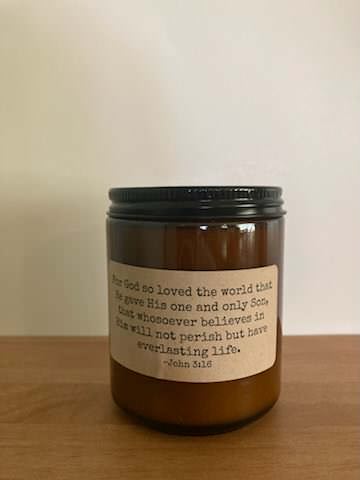 For God so loved the world that
He gave His one and only Son,
that whosoever believes in
His will not perish but have
everlasting life.
-John 3:16